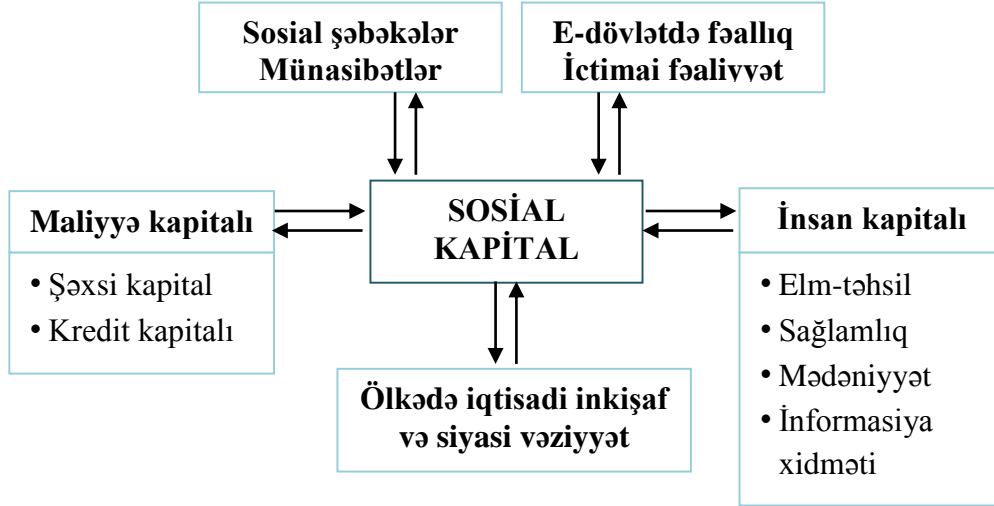 Sosial şəbəkələr
Münasibətlər
E-dövlətdə fəallıq
İctimai fəaliyyət
Maliyyə kapitalı
• Şəxsi kapital
• Kredit kapitalı
SOSİAL
KAPİTAL
İnsan kapitalı
• Elm-təhsil
• Sağlamlıq
• Mədəniyyət
• İnformasiya
xidməti
Ölkədə iqtisadi inkişaf
və siyasi vəziyyət